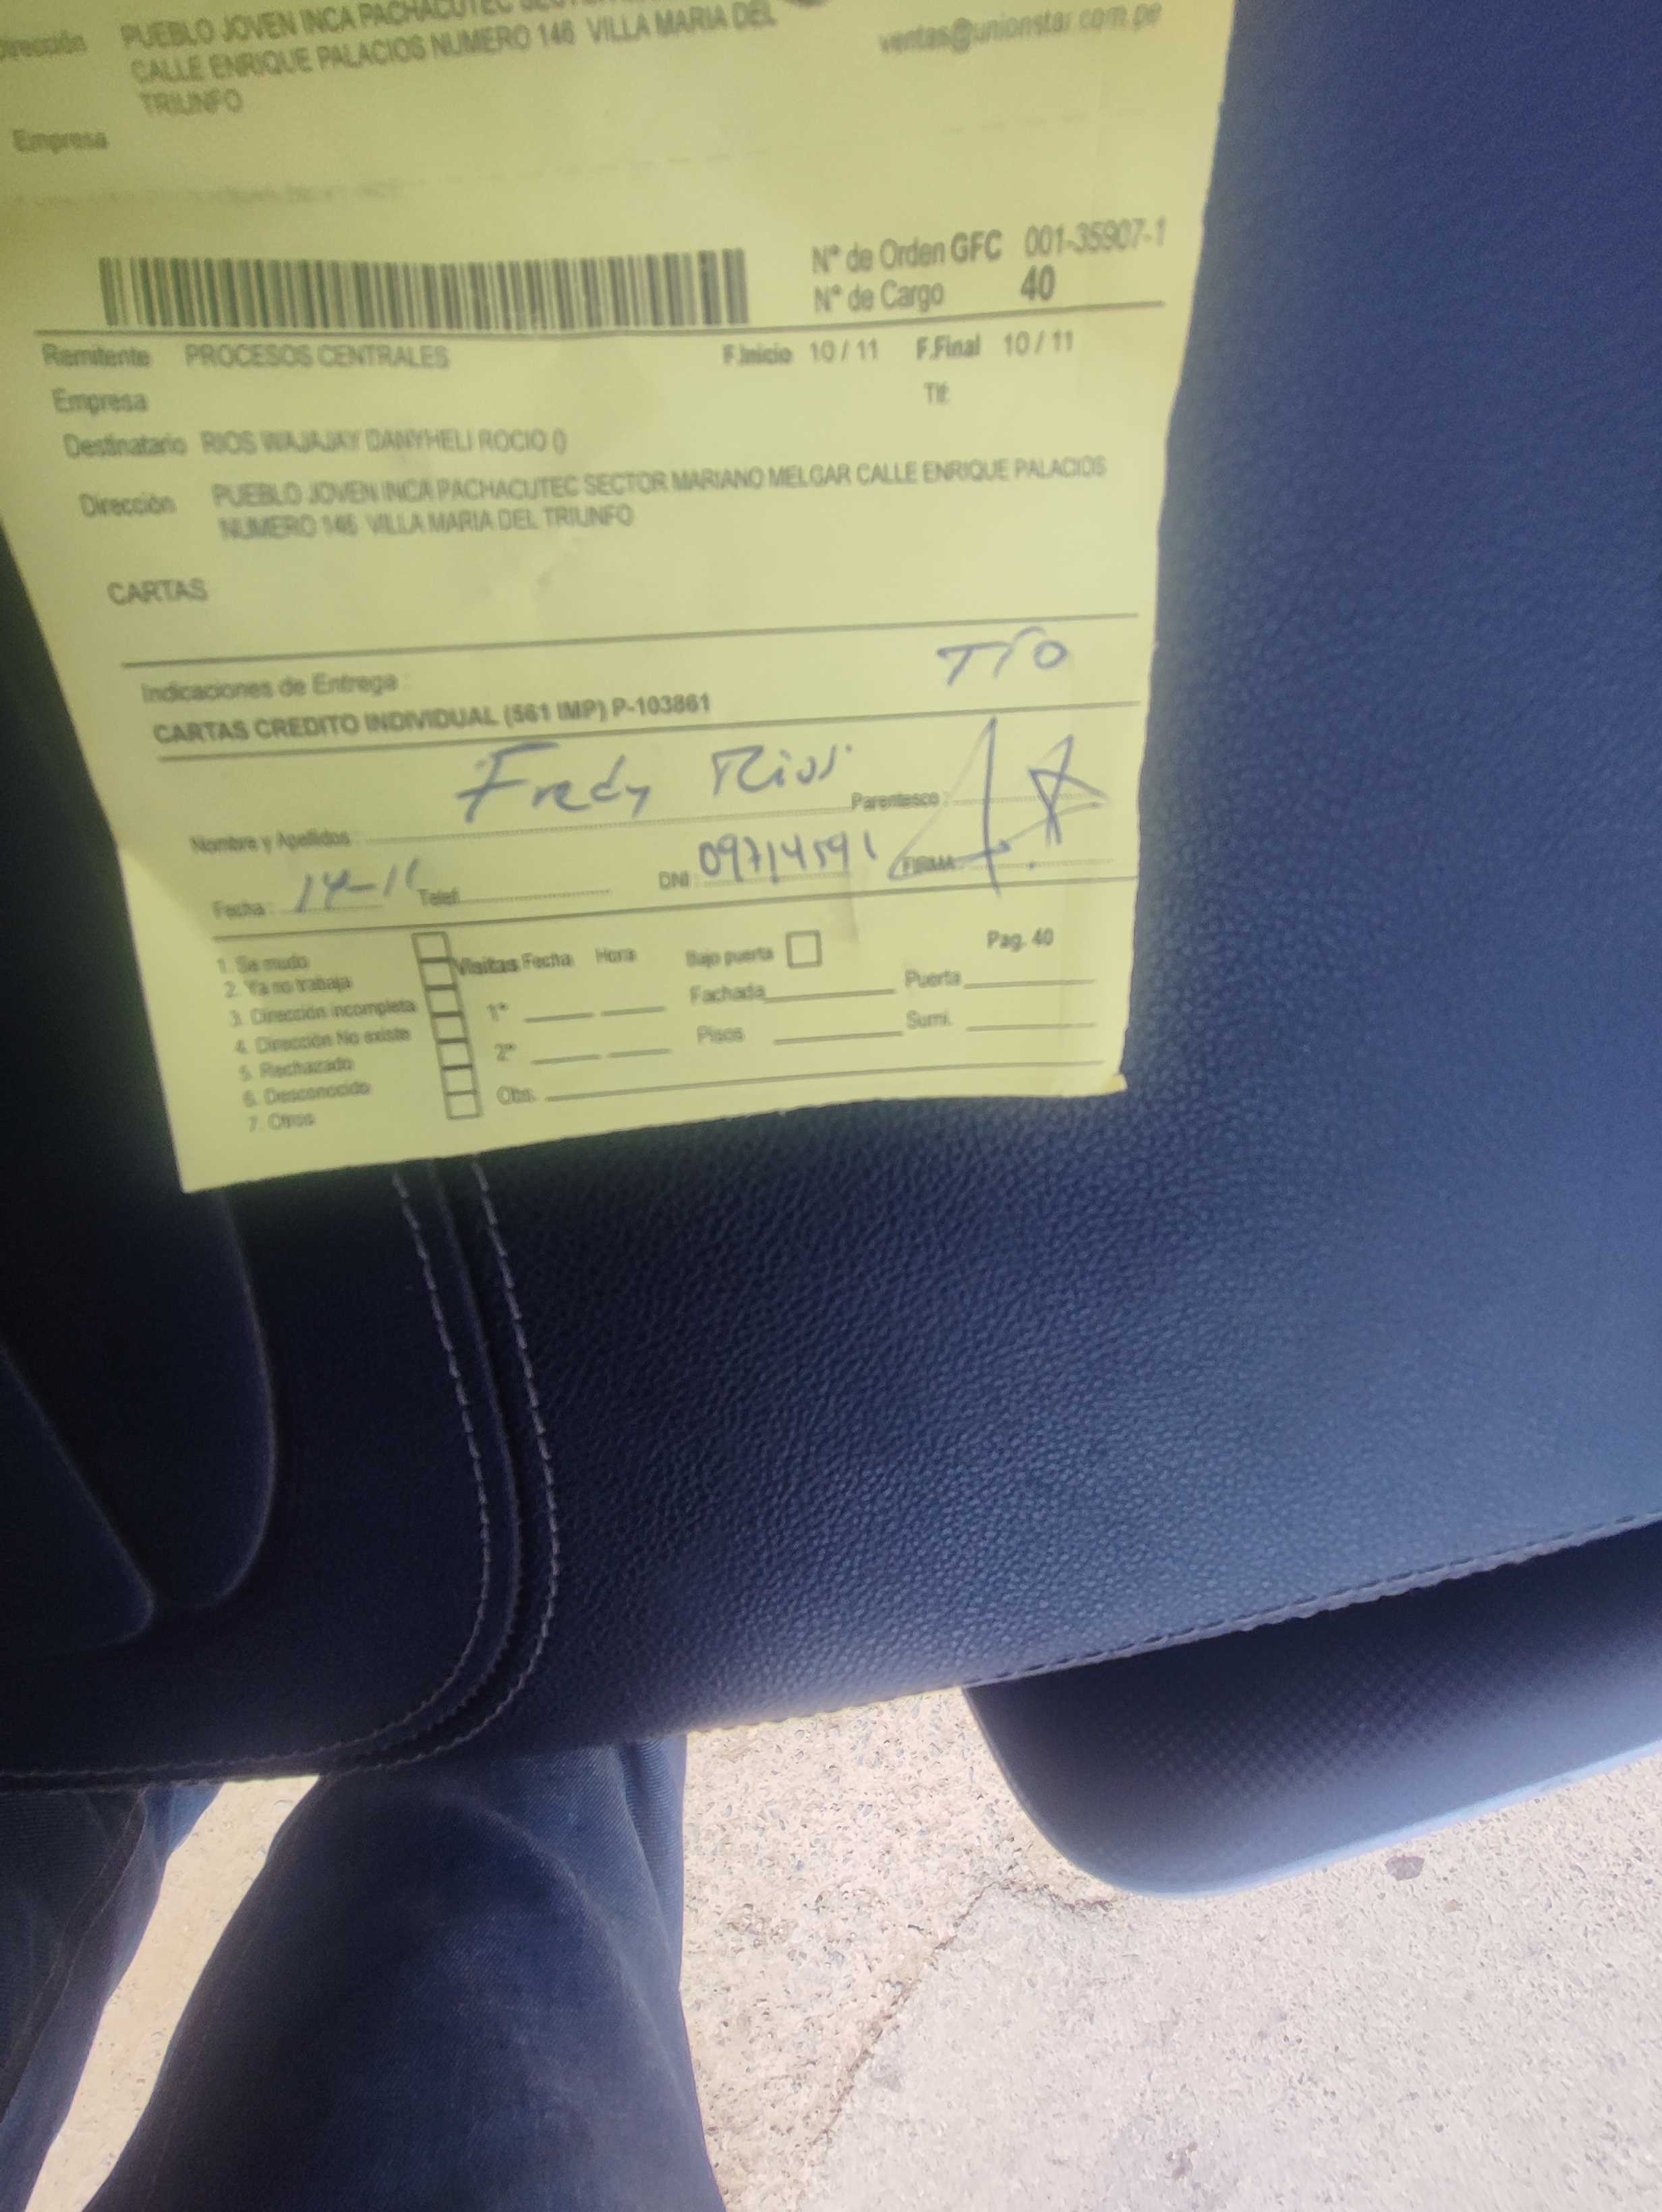 Dirección PUEBLO JOVEN INCA PACHACUTEC
CALLE ENRIQUE PALACIOS NUMERO 146 VILLA MARIA DEL
TRIUNFO
ventas@unionstar.com.pe
Empresa
N° de Orden GFC 001-35907-1
N° de Cargo 40
Remitente PROCESOS CENTRALES F.Inicio 10 / 11 F.Final 10 / 11
Empresa Tlf:
Destinatario RIOS WAJAJAY DANYHELI ROCIO ()
Dirección PUEBLO JOVEN INCA PACHACUTEC SECTOR MARIANO MELGAR CALLE ENRIQUE PALACIOS
NUMERO 146 VILLA MARIA DEL TRIUNFO
CARTAS
TÍO
Indicaciones de Entrega :
CARTAS CREDITO INDIVIDUAL (561 IMP) P-103861
Nombre y Apellidos : Fredy Rios Parentesco :
Fecha : 14-11 Telef. DNI : 09714591 FIRMA
1. Se mudo Visitas Fecha Hora Bajo puerta Pag. 40
2. Ya no trabaja
3. Dirección incompleta 1° Fachada Puerta
4. Dirección No existe 2° Pisos Sumi.
5. Rechazado
6. Desconocido Obs.
7. Otros